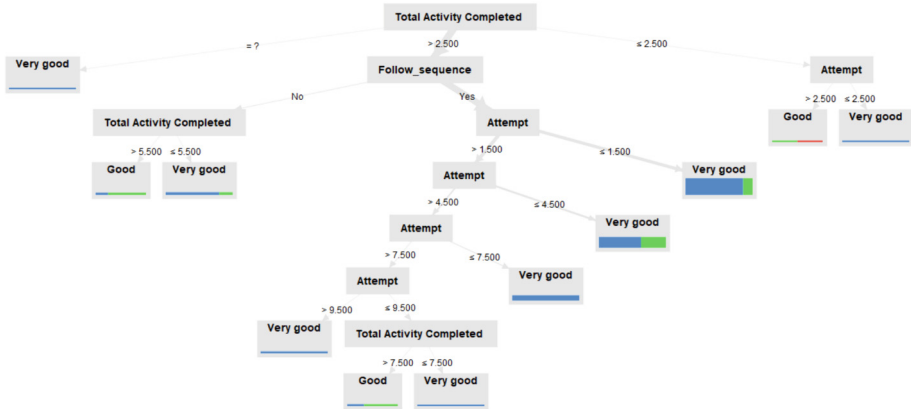 Total Activity Completed
= ?
> 2.500
≤ 2.500
Very good
Follow_sequence
Attempt
No
Yes
> 2.500
≤ 2.500
Total Activity Completed
Attempt
Good
Very good
> 5.500
≤ 5.500
> 1.500
≤ 1.500
Good
Very good
Attempt
Very good
> 4.500
≤ 4.500
Attempt
Very good
> 7.500
≤ 7.500
Attempt
Very good
> 9.500
≤ 9.500
Very good
Total Activity Completed
> 7.500
≤ 7.500
Good
Very good